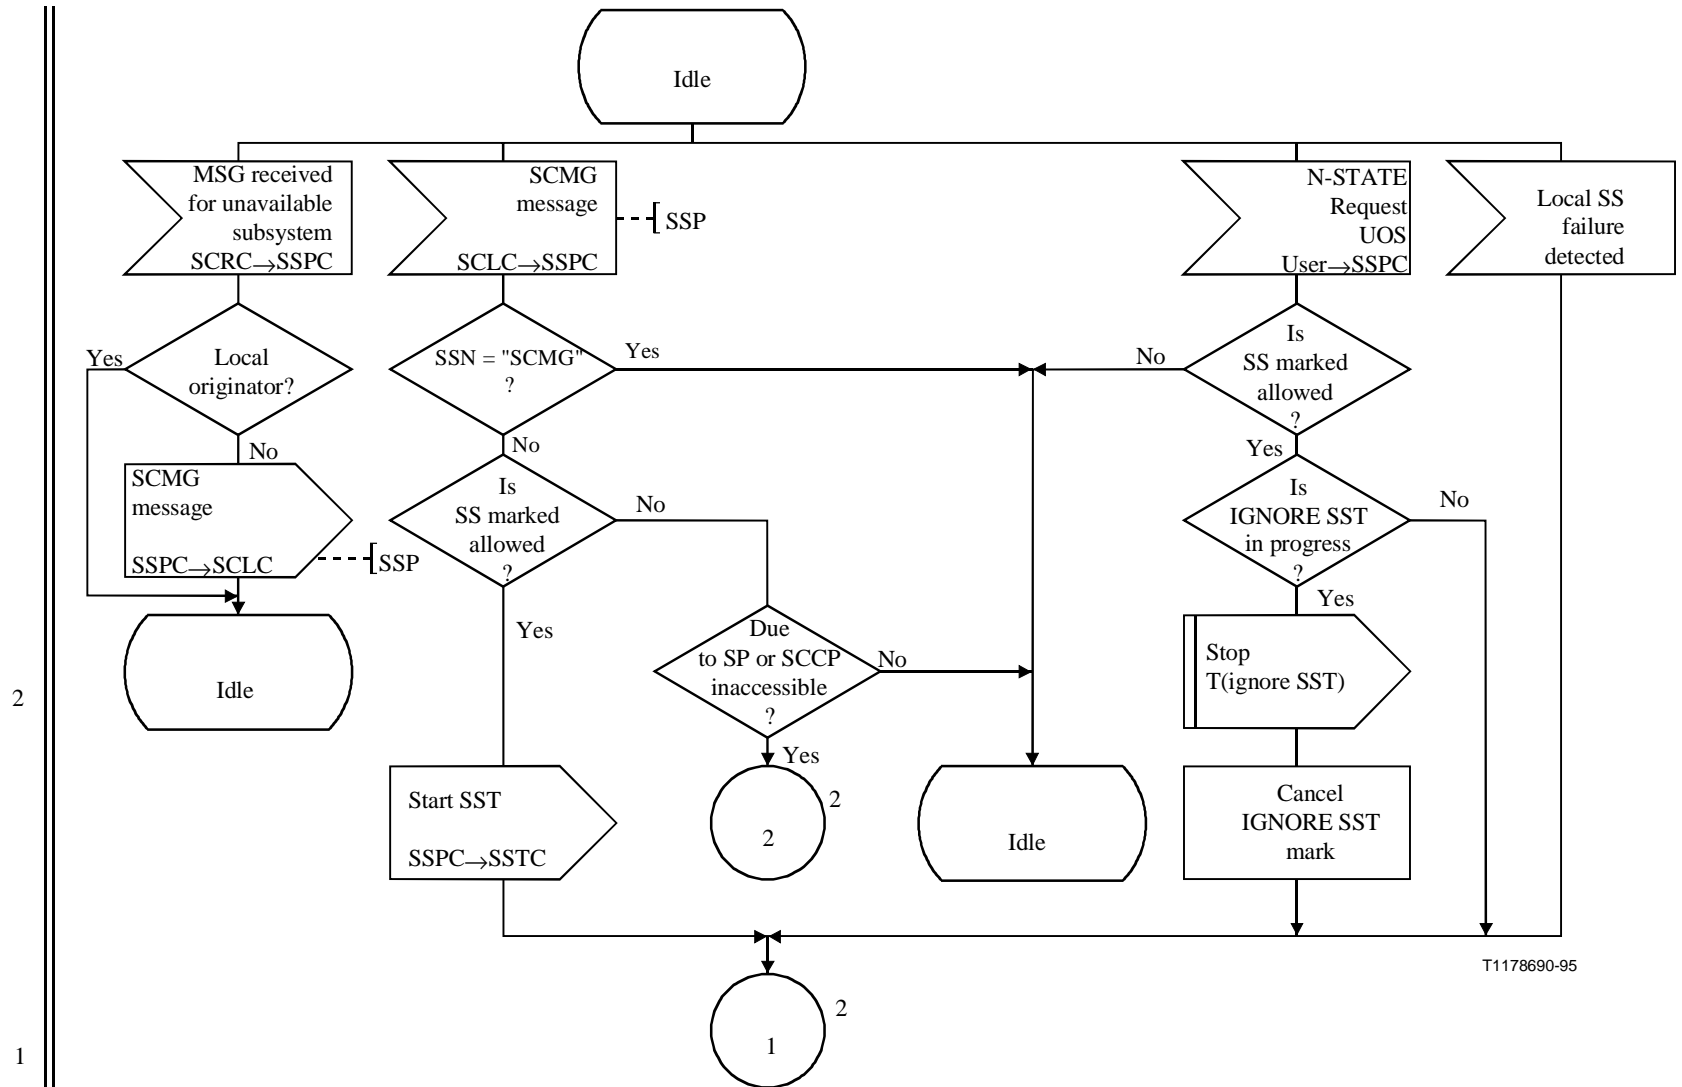 Idle
MSG received
for unavailable
subsystem
SCRC→SSPC
SCMG
message
SCLC→SSPC
SSP
N-STATE
Request
UOS
User→SSPC
Local SS
failure
detected
Yes
Local
originator?
No
SSN = "SCMG"
?
Yes
No
No
Is
SS marked
allowed
?
Yes
SCMG
message
SSPC→SCLC
SSP
Is
SS marked
allowed
?
No
Yes
Is
IGNORE SST
in progress
?
No
Yes
Idle
Due
to SP or SCCP
inaccessible
?
No
Yes
Stop
T(ignore SST)
2
Start SST
SSPC→SSTC
2
2
Idle
Cancel
IGNORE SST
mark
T1178690-95
2
1
1